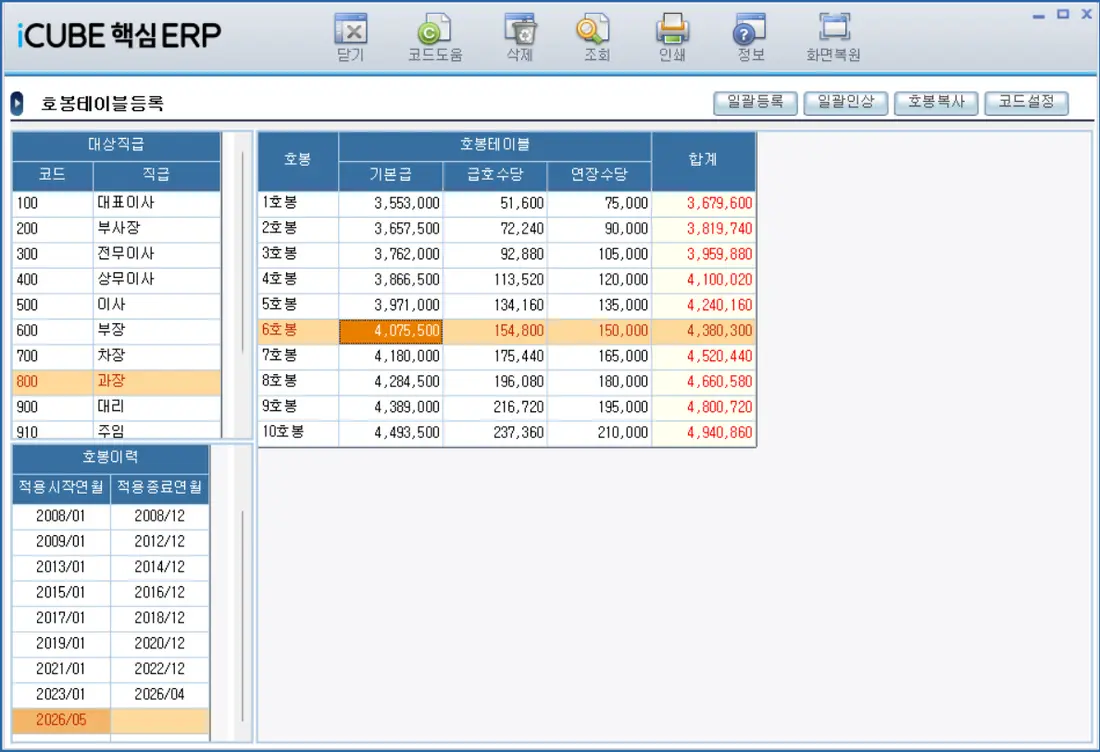 iCUBE 핵심ERP
닫기 코드도움 삭제 조회 인쇄 정보 화면복원
호봉테이블등록
일괄등록 일괄인상 호봉복사 코드설정
대상직급
코드 직급
100 대표이사
200 부사장
300 전무이사
400 상무이사
500 이사
600 부장
700 차장
800 과장
900 대리
910 주임
호봉이력
적용시작연월 적용종료연월
2008/01 2008/12
2009/01 2012/12
2013/01 2014/12
2015/01 2016/12
2017/01 2018/12
2019/01 2020/12
2021/01 2022/12
2023/01 2026/04
2026/05
호봉 호봉테이블 합계
기본급 급호수당 연장수당
1호봉 3,553,000 51,600 75,000 3,679,600
2호봉 3,657,500 72,240 90,000 3,819,740
3호봉 3,762,000 92,880 105,000 3,959,880
4호봉 3,866,500 113,520 120,000 4,100,020
5호봉 3,971,000 134,160 135,000 4,240,160
6호봉 4,075,500 154,800 150,000 4,380,300
7호봉 4,180,000 175,440 165,000 4,520,440
8호봉 4,284,500 196,080 180,000 4,660,580
9호봉 4,389,000 216,720 195,000 4,800,720
10호봉 4,493,500 237,360 210,000 4,940,860